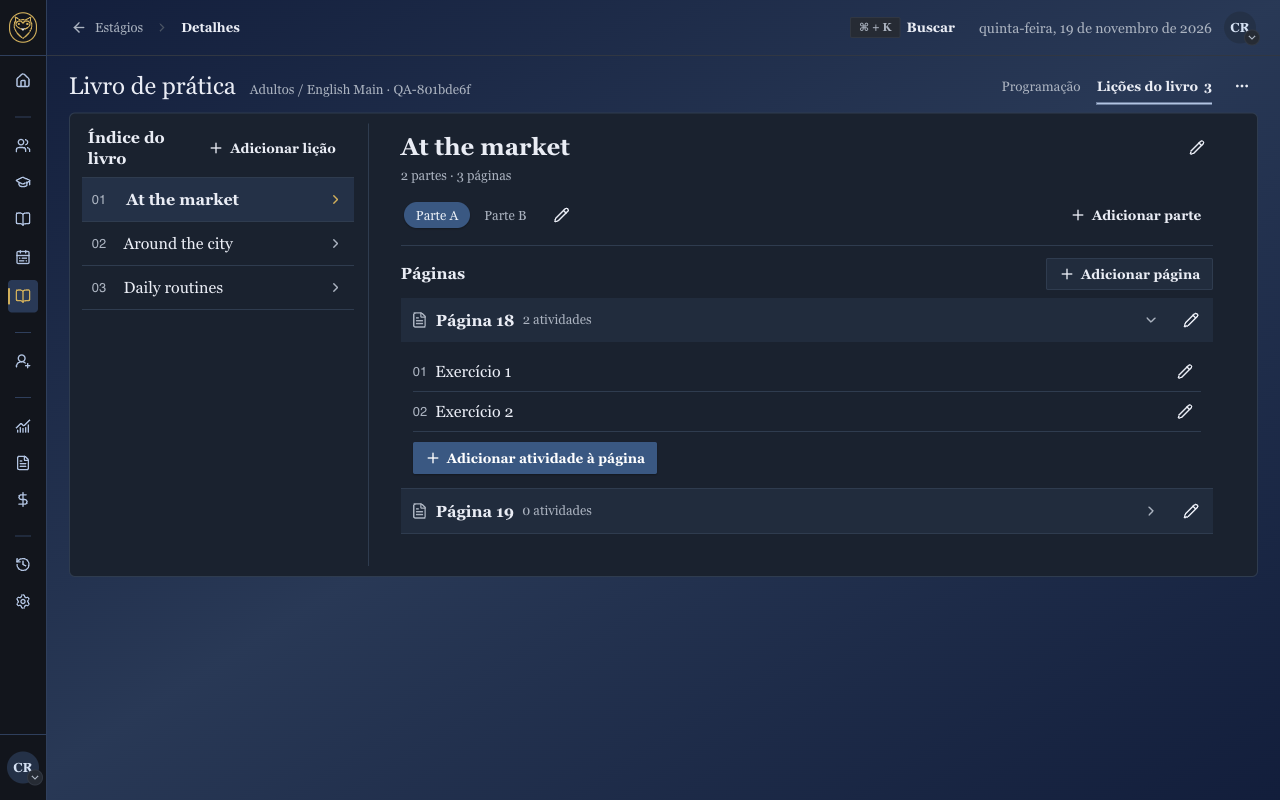 Estágios
Detalhes
⌘ + K Buscar
quinta-feira, 19 de novembro de 2026
CR
Livro de prática
Adultos / English Main · QA-801bde6f
Programação
Lições do livro 3
Índice do livro
+ Adicionar lição
01 At the market
02 Around the city
03 Daily routines
At the market
2 partes · 3 páginas
Parte A
Parte B
+ Adicionar parte
Páginas
+ Adicionar página
Página 18 2 atividades
01 Exercício 1
02 Exercício 2
+ Adicionar atividade à página
Página 19 0 atividades
CR